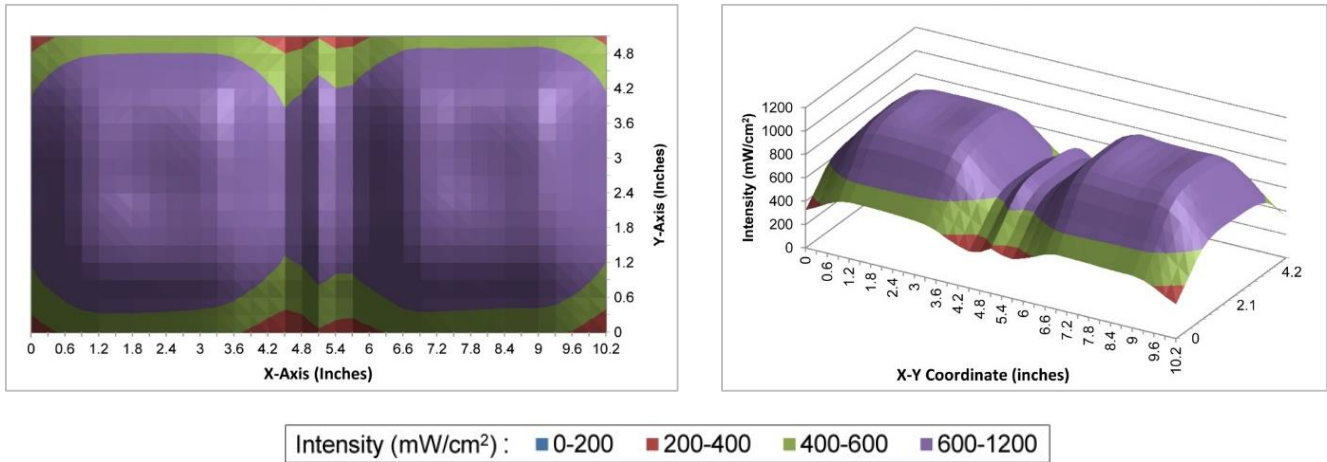 4.8
4.2
3.6
3
2.4
1.8
1.2
0.6
0
Y-Axis (Inches)
0 0.6 1.2 1.8 2.4 3 3.6 4.2 4.8 5.4 6 6.6 7.2 7.8 8.4 9 9.6 10.2
X-Axis (Inches)
1200
1000
800
600
400
200
0
Intensity (mW/cm²)
0 0.6 1.2 1.8 2.4 3 3.6 4.2 4.8 5.4 6 6.6 7.2 7.8 8.4 9 9.6 10.2
0
2.1
4.2
X-Y Coordinate (inches)
Intensity (mW/cm²) : 0-200 200-400 400-600 600-1200